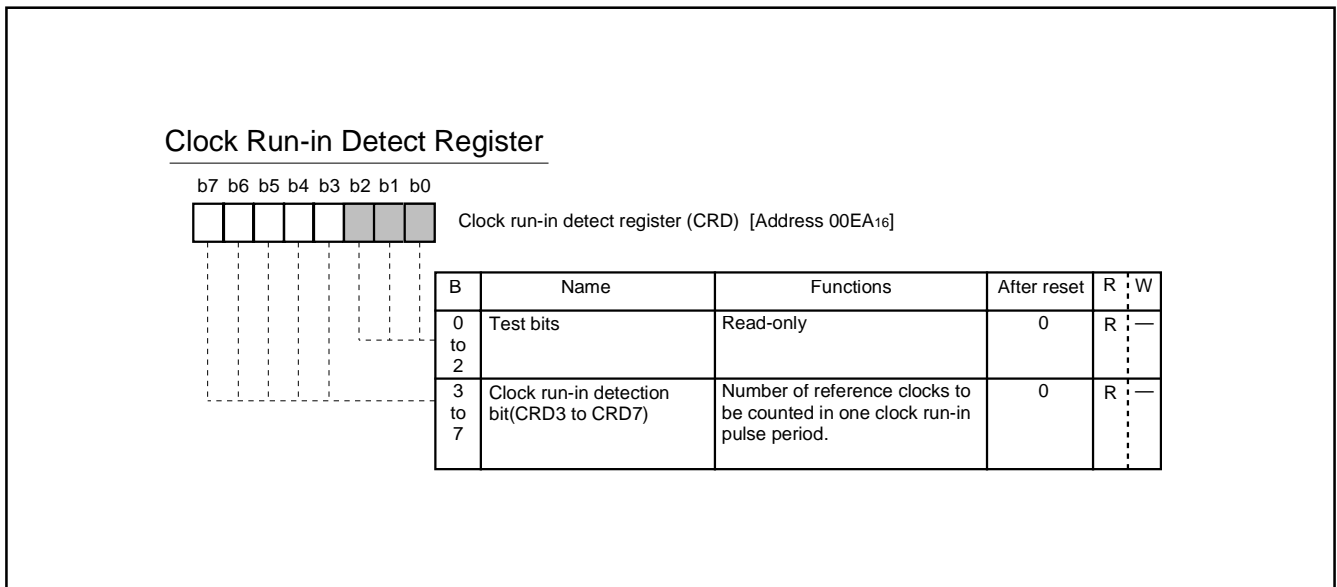 Clock Run-in Detect Register
b7 b6 b5 b4 b3 b2 b1 b0
Clock run-in detect register (CRD) [Address 00EA16]
B Name Functions After reset R W
0 to 2 Test bits Read-only 0 R —
3 to 7 Clock run-in detection Number of reference clocks to 0 R —
bit(CRD3 to CRD7) be counted in one clock run-in
pulse period.